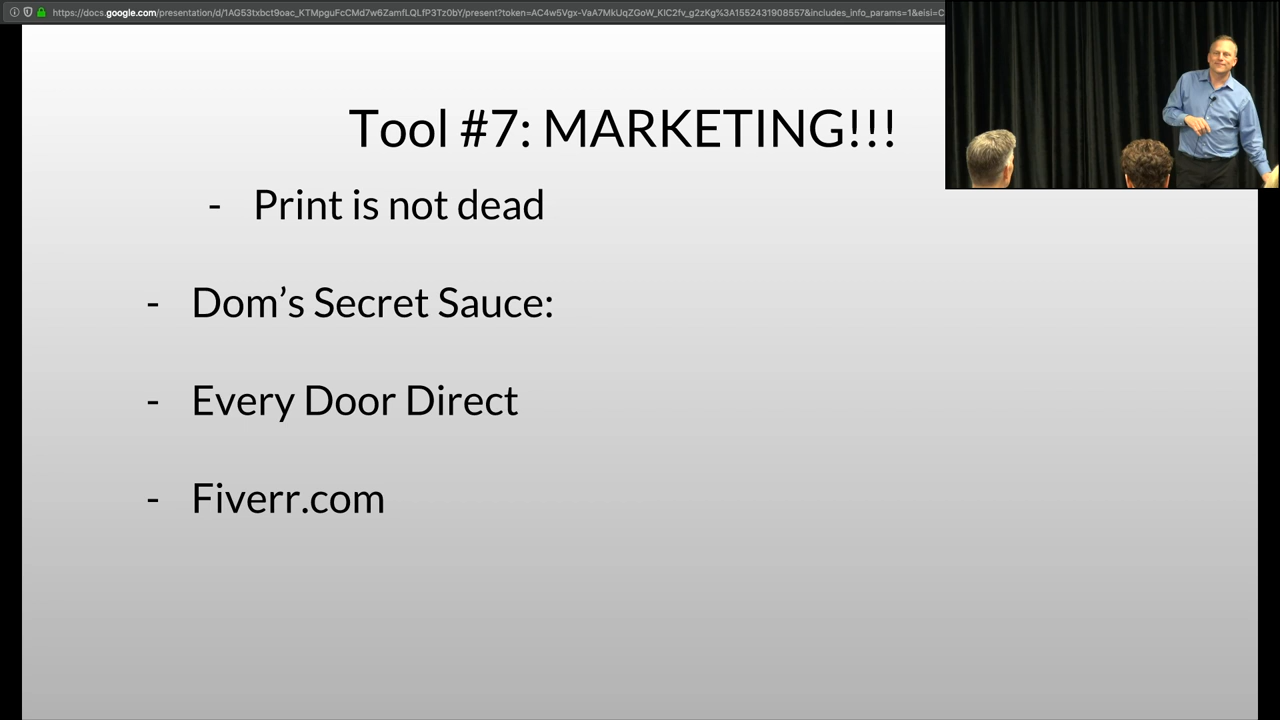 https://docs.google.com/presentation/d/1AG53txbct9oac_KTMpguFcCMd7w6ZamfLQLfP3Tz0bY/present?token=AC4w5Vgx-VaA7MkUqZGoW_KIC2fv_g2zKg%3A1552431908557&includes_info_params=1&eisi=C
Tool #7: MARKETING!!!
- Print is not dead
- Dom’s Secret Sauce:
- Every Door Direct
- Fiverr.com